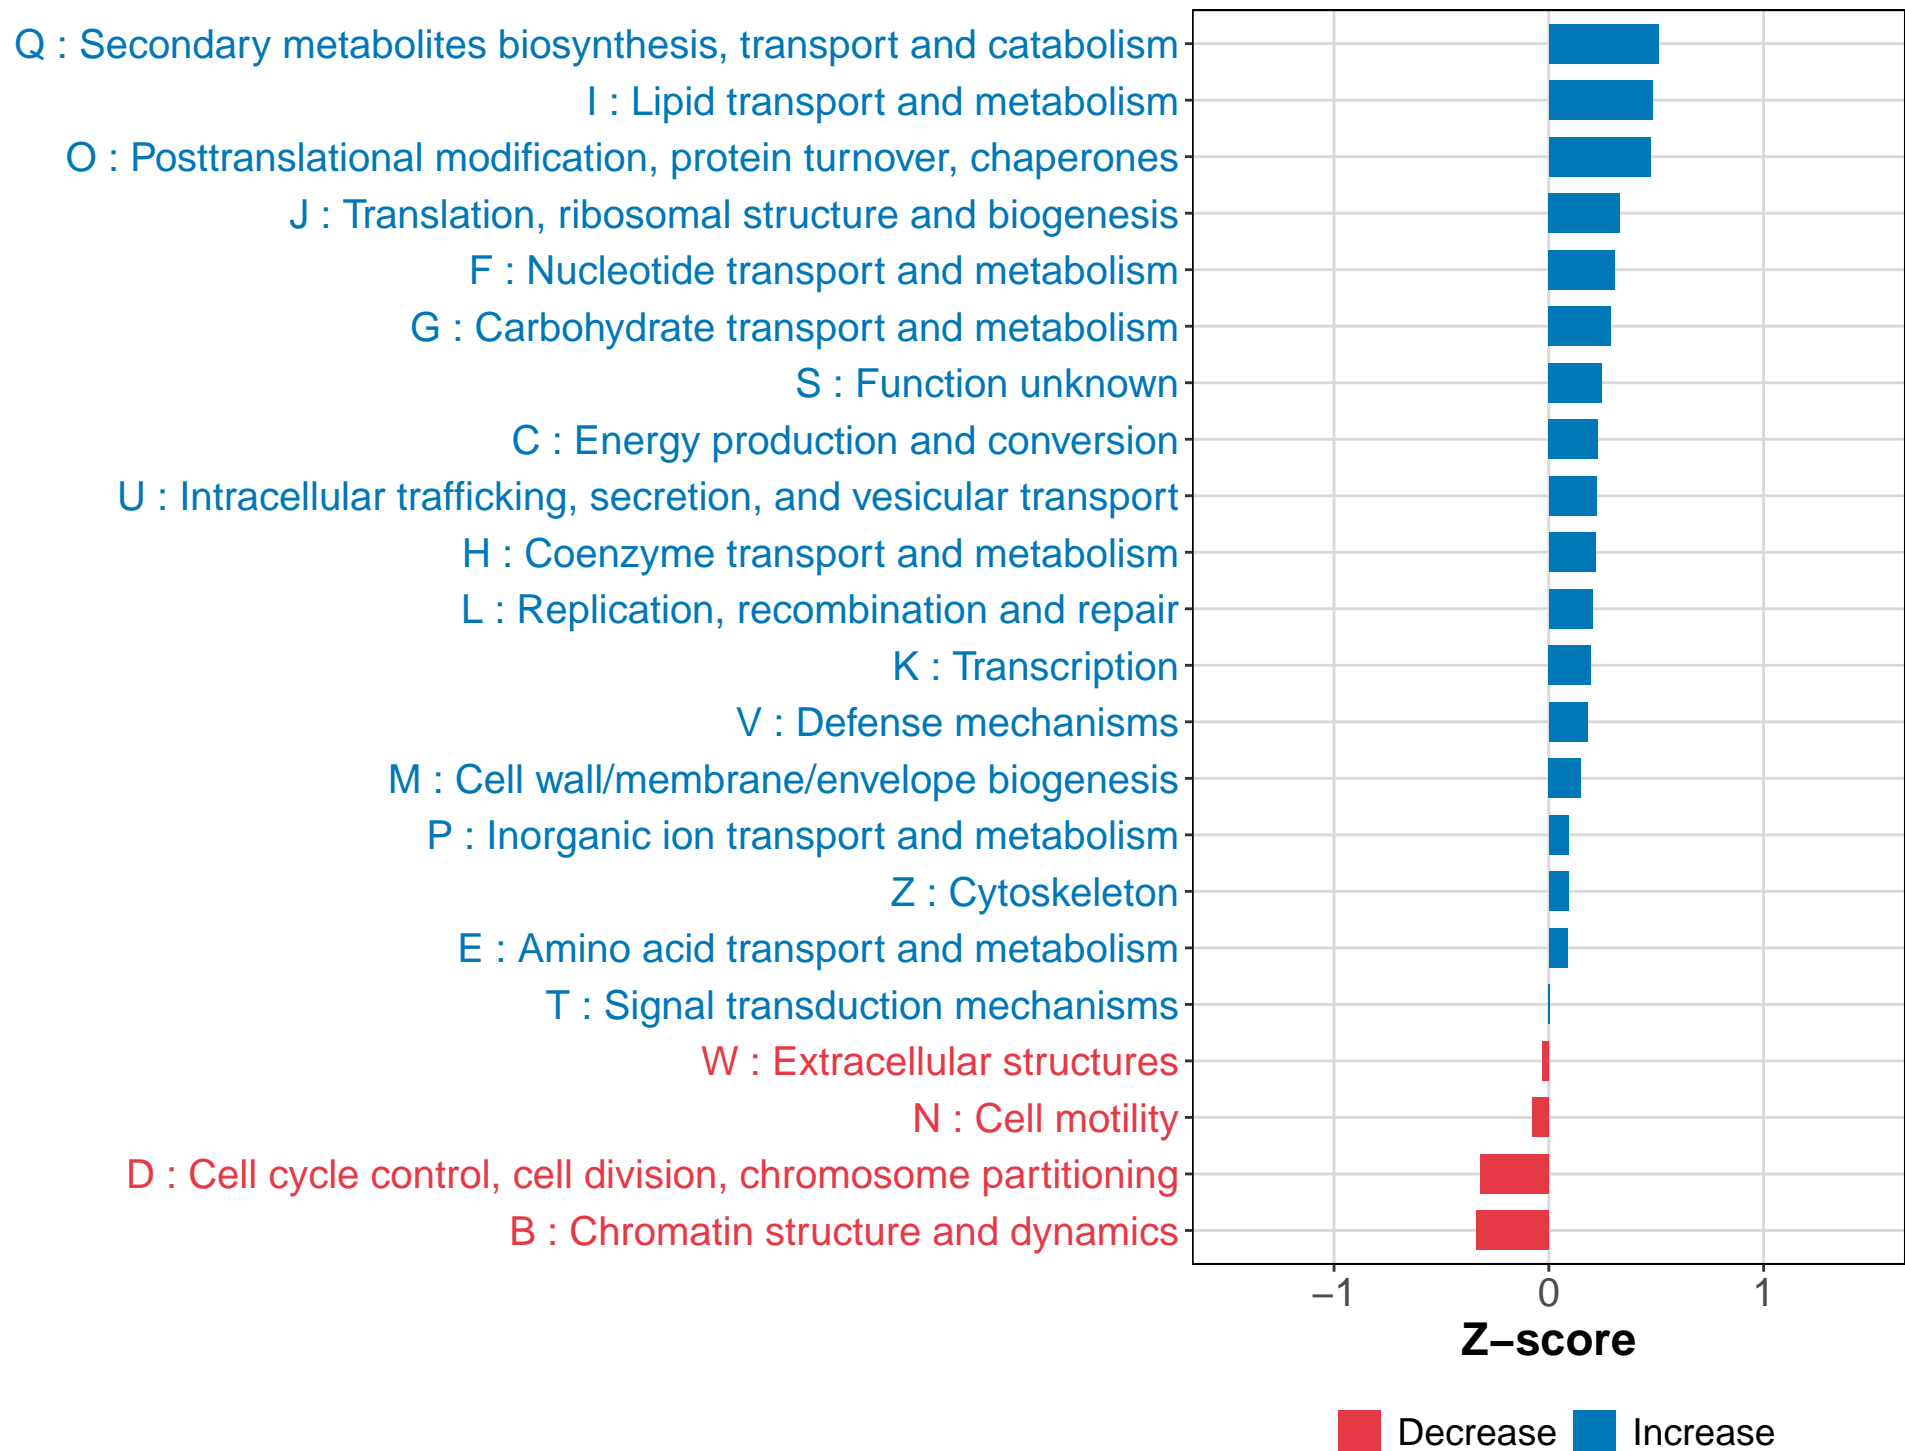 Q : Secondary metabolites biosynthesis, transport and catabolism
I : Lipid transport and metabolism
O : Posttranslational modification, protein turnover, chaperones
J : Translation, ribosomal structure and biogenesis
F : Nucleotide transport and metabolism
G : Carbohydrate transport and metabolism
S : Function unknown
C : Energy production and conversion
U : Intracellular trafficking, secretion, and vesicular transport
H : Coenzyme transport and metabolism
L : Replication, recombination and repair
K : Transcription
V : Defense mechanisms
M : Cell wall/membrane/envelope biogenesis
P : Inorganic ion transport and metabolism
Z : Cytoskeleton
E : Amino acid transport and metabolism
T : Signal transduction mechanisms
W : Extracellular structures
N : Cell motility
D : Cell cycle control, cell division, chromosome partitioning
B : Chromatin structure and dynamics
−1 0 1
Z−score
Decrease Increase